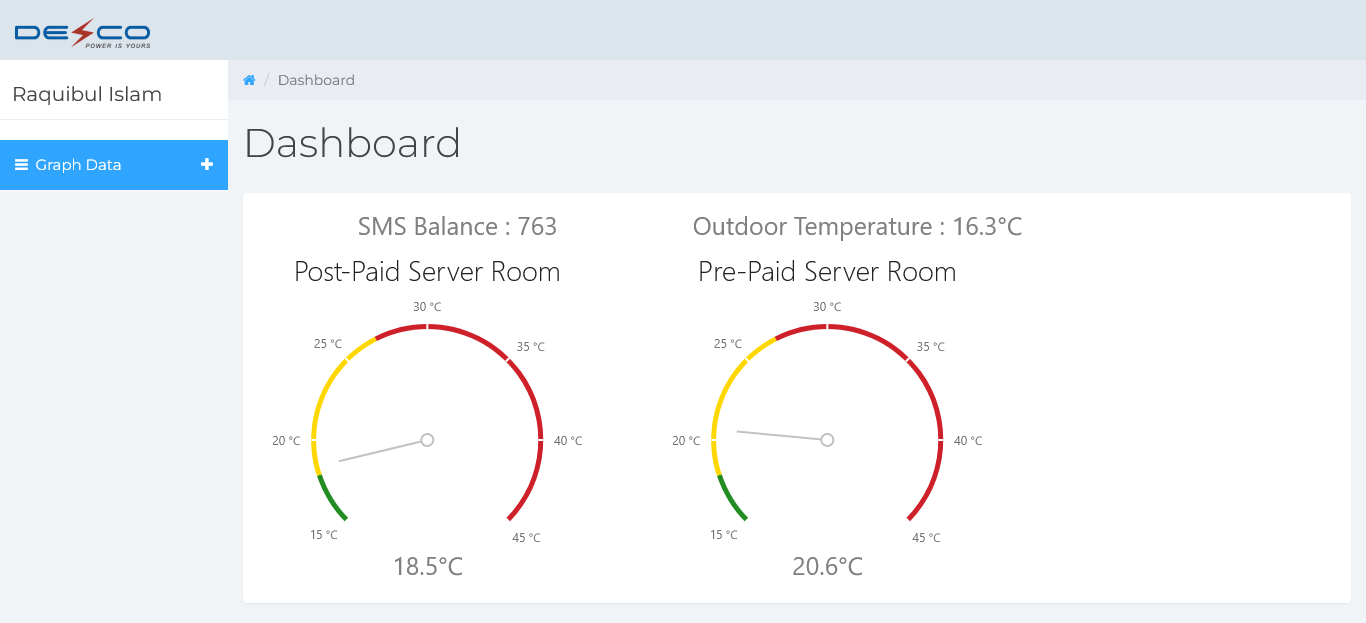 DESCO
POWER IS YOURS
Raquibul Islam
/ Dashboard
Graph Data
Dashboard
SMS Balance : 763
Outdoor Temperature : 16.3°C
Post-Paid Server Room
30 °C
25 °C
35 °C
20 °C
40 °C
15 °C
45 °C
18.5°C
Pre-Paid Server Room
30 °C
25 °C
35 °C
20 °C
40 °C
15 °C
45 °C
20.6°C